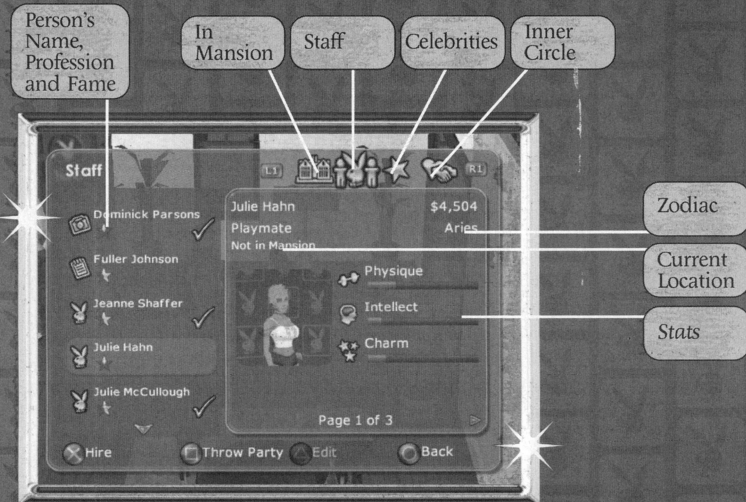 Person's
Name,
Profession
and Fame
In
Mansion
Staff
Celebrities
Inner
Circle
Staff
L1
R1
Dominick Parsons
Fuller Johnson
Jeanne Shaffer
Julie Hahn
Julie McCullough
Julie Hahn $4,504
Playmate Aries
Not in Mansion
Physique
Intellect
Charm
Page 1 of 3
Hire Throw Party Edit Back
Zodiac
Current
Location
Stats